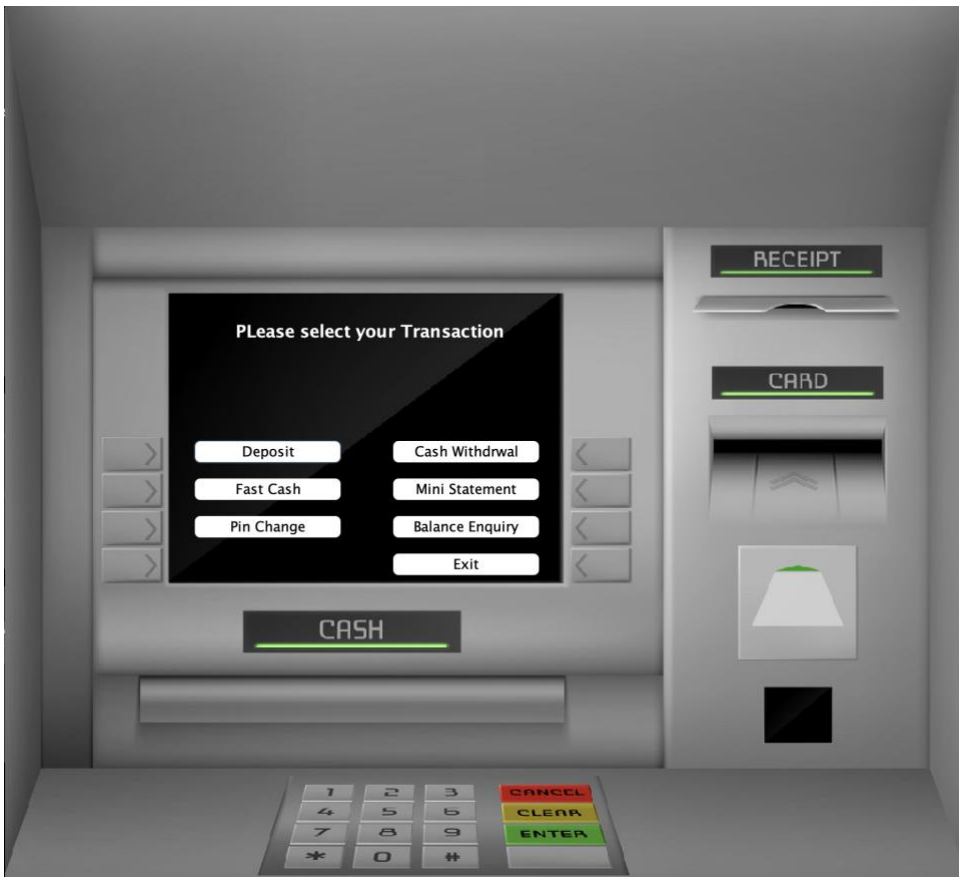 RECEIPT
PLease select your Transaction
CARD
Deposit
Cash Withdrwal
Fast Cash
Mini Statement
Pin Change
Balance Enquiry
Exit
CASH
1 2 3 CANCEL
4 5 6 CLEAR
7 8 9 ENTER
* 0 #